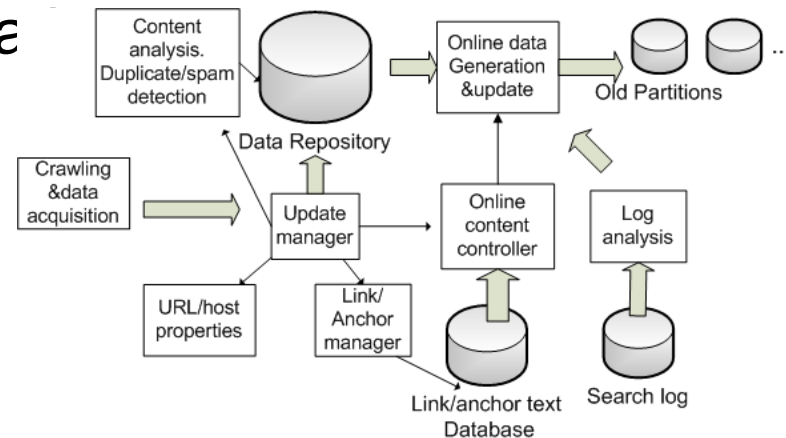 Content
analysis.
Duplicate/spam
detection
Data Repository
Online data
Generation
&update
Old Partitions
..
Crawling
&data
acquisition
Update
manager
Online
content
controller
Log
analysis
URL/host
properties
Link/
Anchor
manager
Link/anchor text
Database
Search log